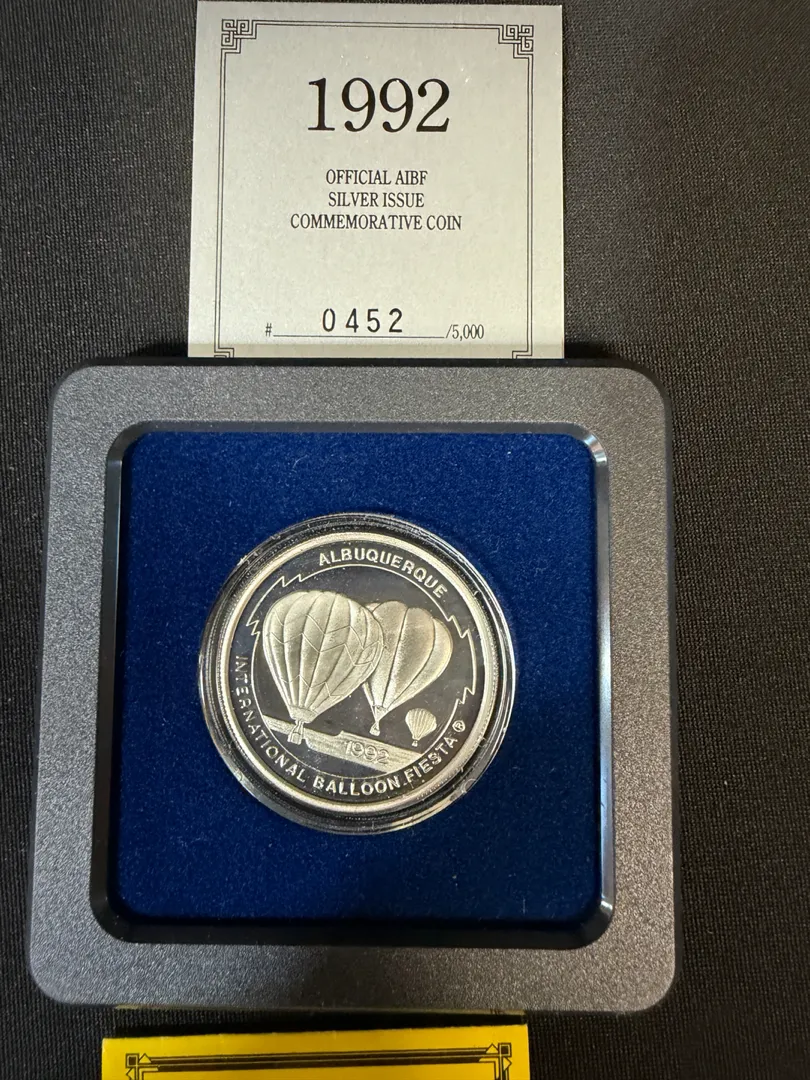 1992
OFFICIAL AIBF
SILVER ISSUE
COMMEMORATIVE COIN
# 0452 /5,000
ALBUQUERQUE
INTERNATIONAL BALLOON FIESTA ®
1992